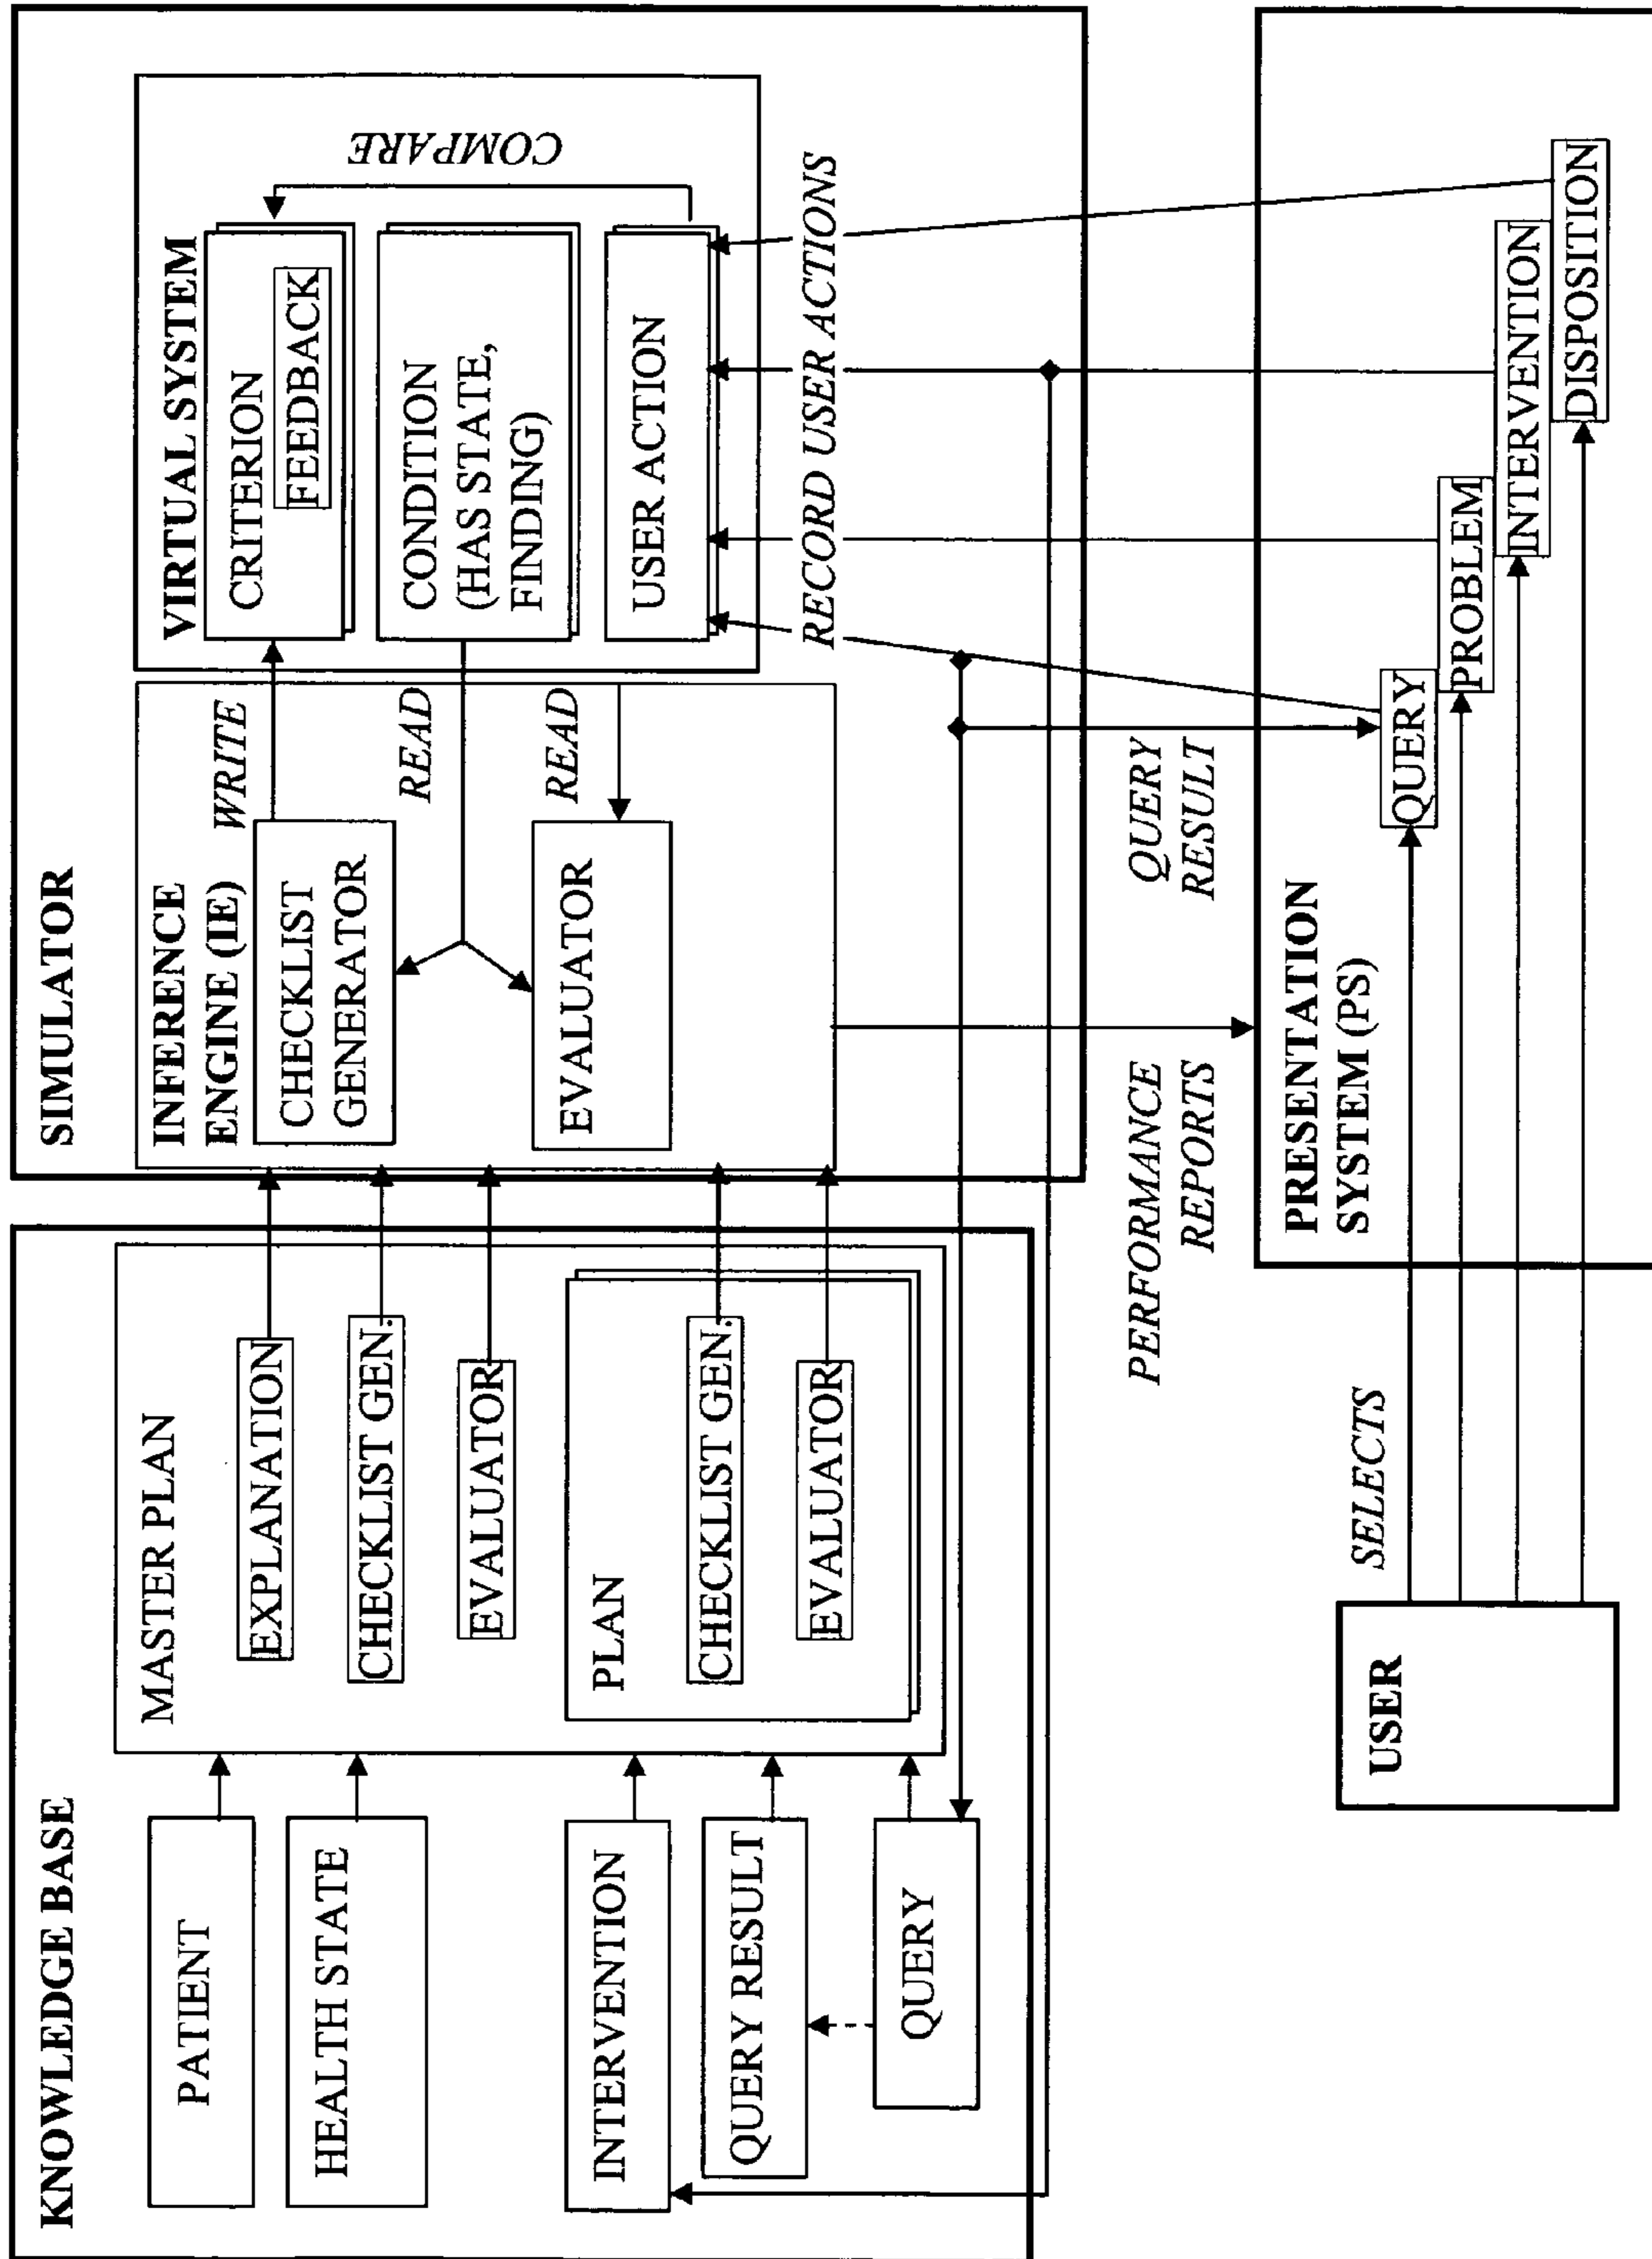 KNOWLEDGE BASE
PATIENT
HEALTH STATE
INTERVENTION
QUERY RESULT
QUERY
MASTER PLAN
EXPLANATION
CHECKLIST GEN.
EVALUATOR
PLAN
CHECKLIST GEN.
EVALUATOR
SIMULATOR
INFERENCE
ENGINE (IE)
CHECKLIST
GENERATOR
EVALUATOR
WRITE
READ
READ
VIRTUAL SYSTEM
CRITERION
FEEDBACK
CONDITION
(HAS STATE,
FINDING)
USER ACTION
COMPARE
RECORD USER ACTIONS
PERFORMANCE
REPORTS
QUERY
RESULT
USER
SELECTS
PRESENTATION
SYSTEM (PS)
QUERY
PROBLEM
INTERVENTION
DISPOSITION